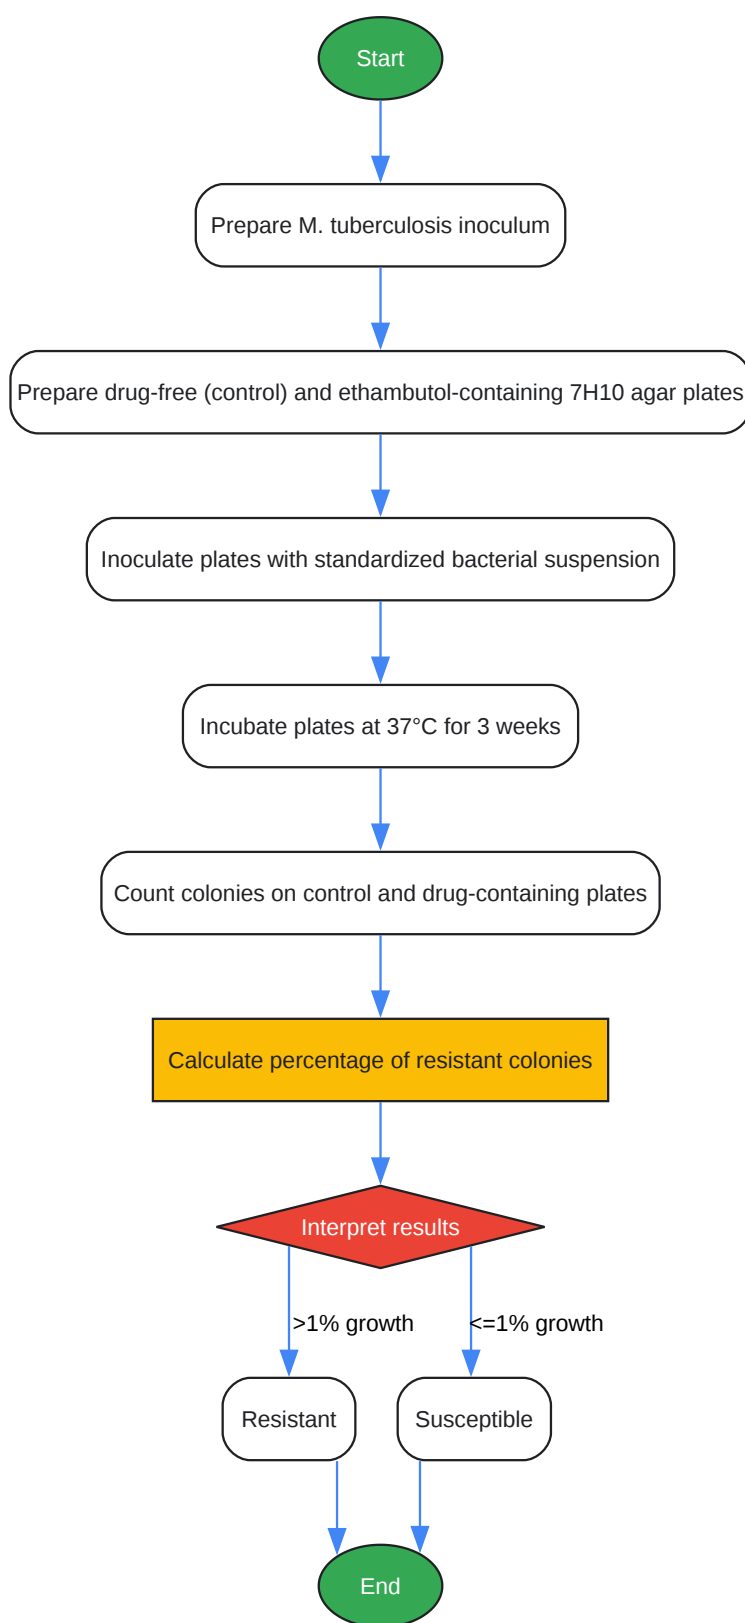 Start
Prepare M. tuberculosis inoculum
Prepare drug-free (control) and ethambutol-containing 7H10 agar plates
Inoculate plates with standardized bacterial suspension
Incubate plates at 37°C for 3 weeks
Count colonies on control and drug-containing plates
Calculate percentage of resistant colonies
Interpret results
>1% growth
<=1% growth
Resistant
Susceptible
End